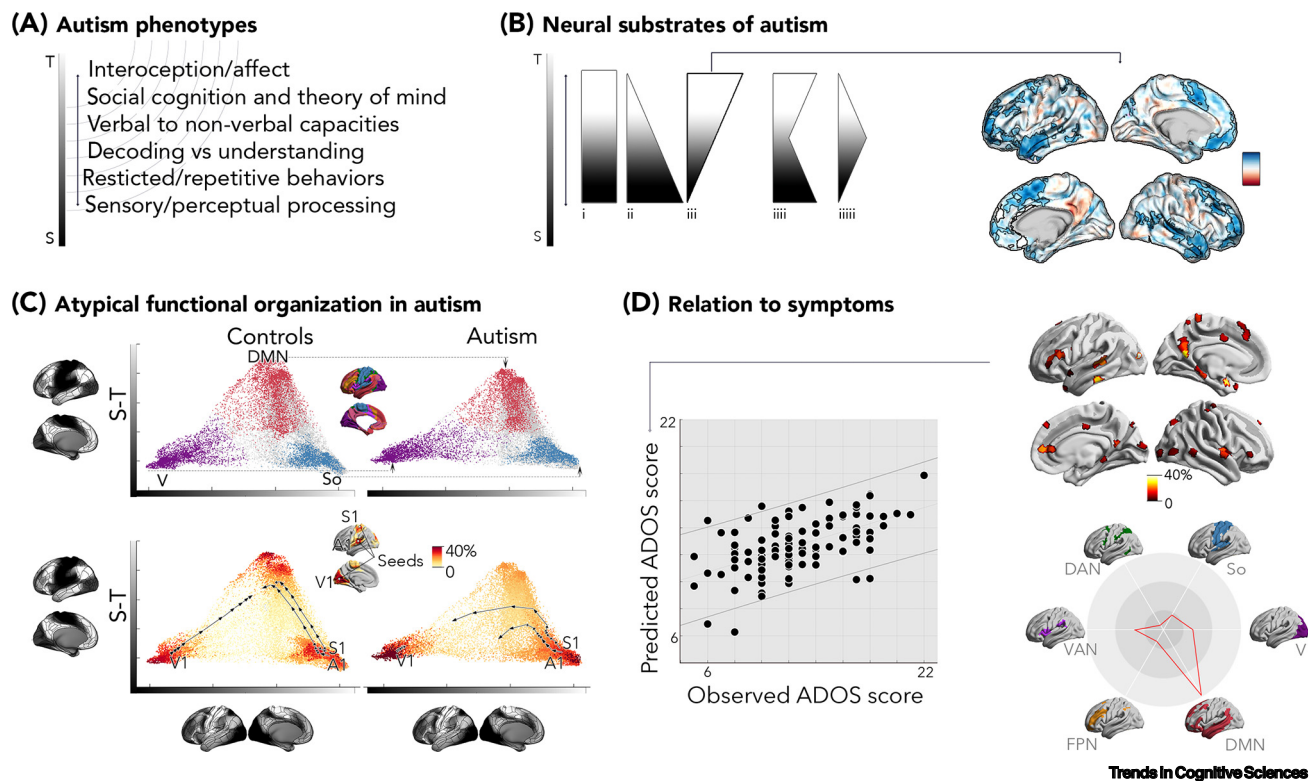 (A) Autism phenotypes
T
Interoception/affect
Social cognition and theory of mind
Verbal to non-verbal capacities
Decoding vs understanding
Resticted/repetitive behaviors
Sensory/perceptual processing
S
(B) Neural substrates of autism
T
S
i ii iii iiii iiiii
(C) Atypical functional organization in autism
Controls Autism
DMN
S-T
V So
S1
A1
V1
Seeds
40%
0
S-T
V1 S1
A1
V1 S1
A1
(D) Relation to symptoms
22
Predicted ADOS score
6
6 22
Observed ADOS score
40%
0
DAN So
VAN V
FPN DMN
Trends in Cognitive Sciences